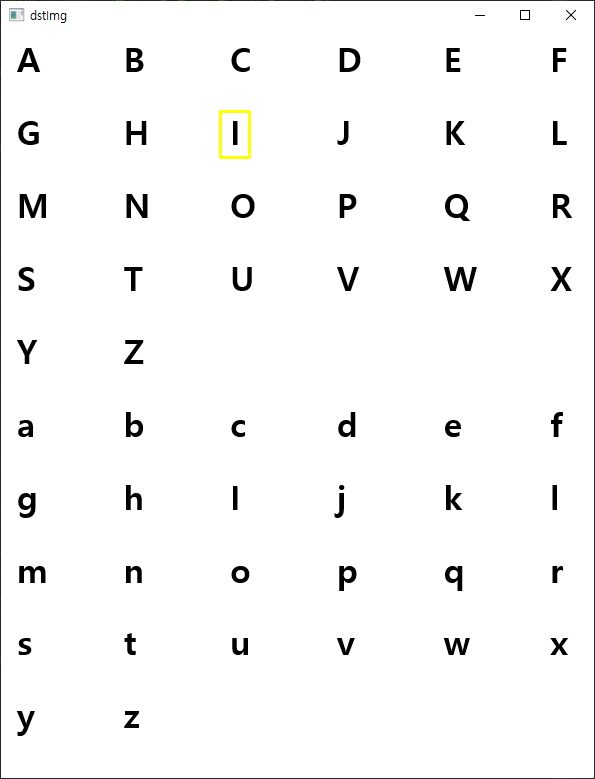 dstImg
A B C D E F
G H I J K L
M N O P Q R
S T U V W X
Y Z
a b c d e f
g h I j k l
m n o p q r
s t u v w x
y z